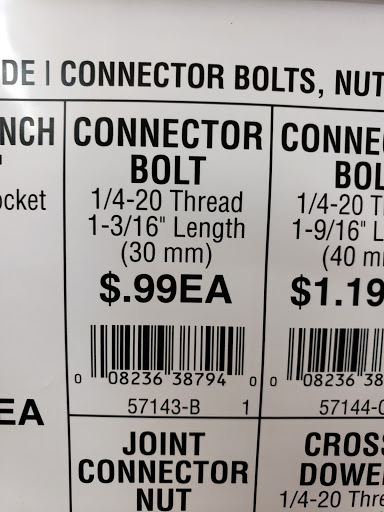 DE | CONNECTOR BOLTS, NUT
NCH
ocket
EA
CONNECTOR
BOLT
1/4-20 Thread
1-3/16" Length
(30 mm)
$.99EA
0 08236 38794 0
57143-B 1
JOINT
CONNECTOR
NUT
CONNEC
BOL
1/4-20 T
1-9/16" L
(40 m
$1.19
0 08236 38
57144-C
CROSS
DOWE
1/4-20 Thre